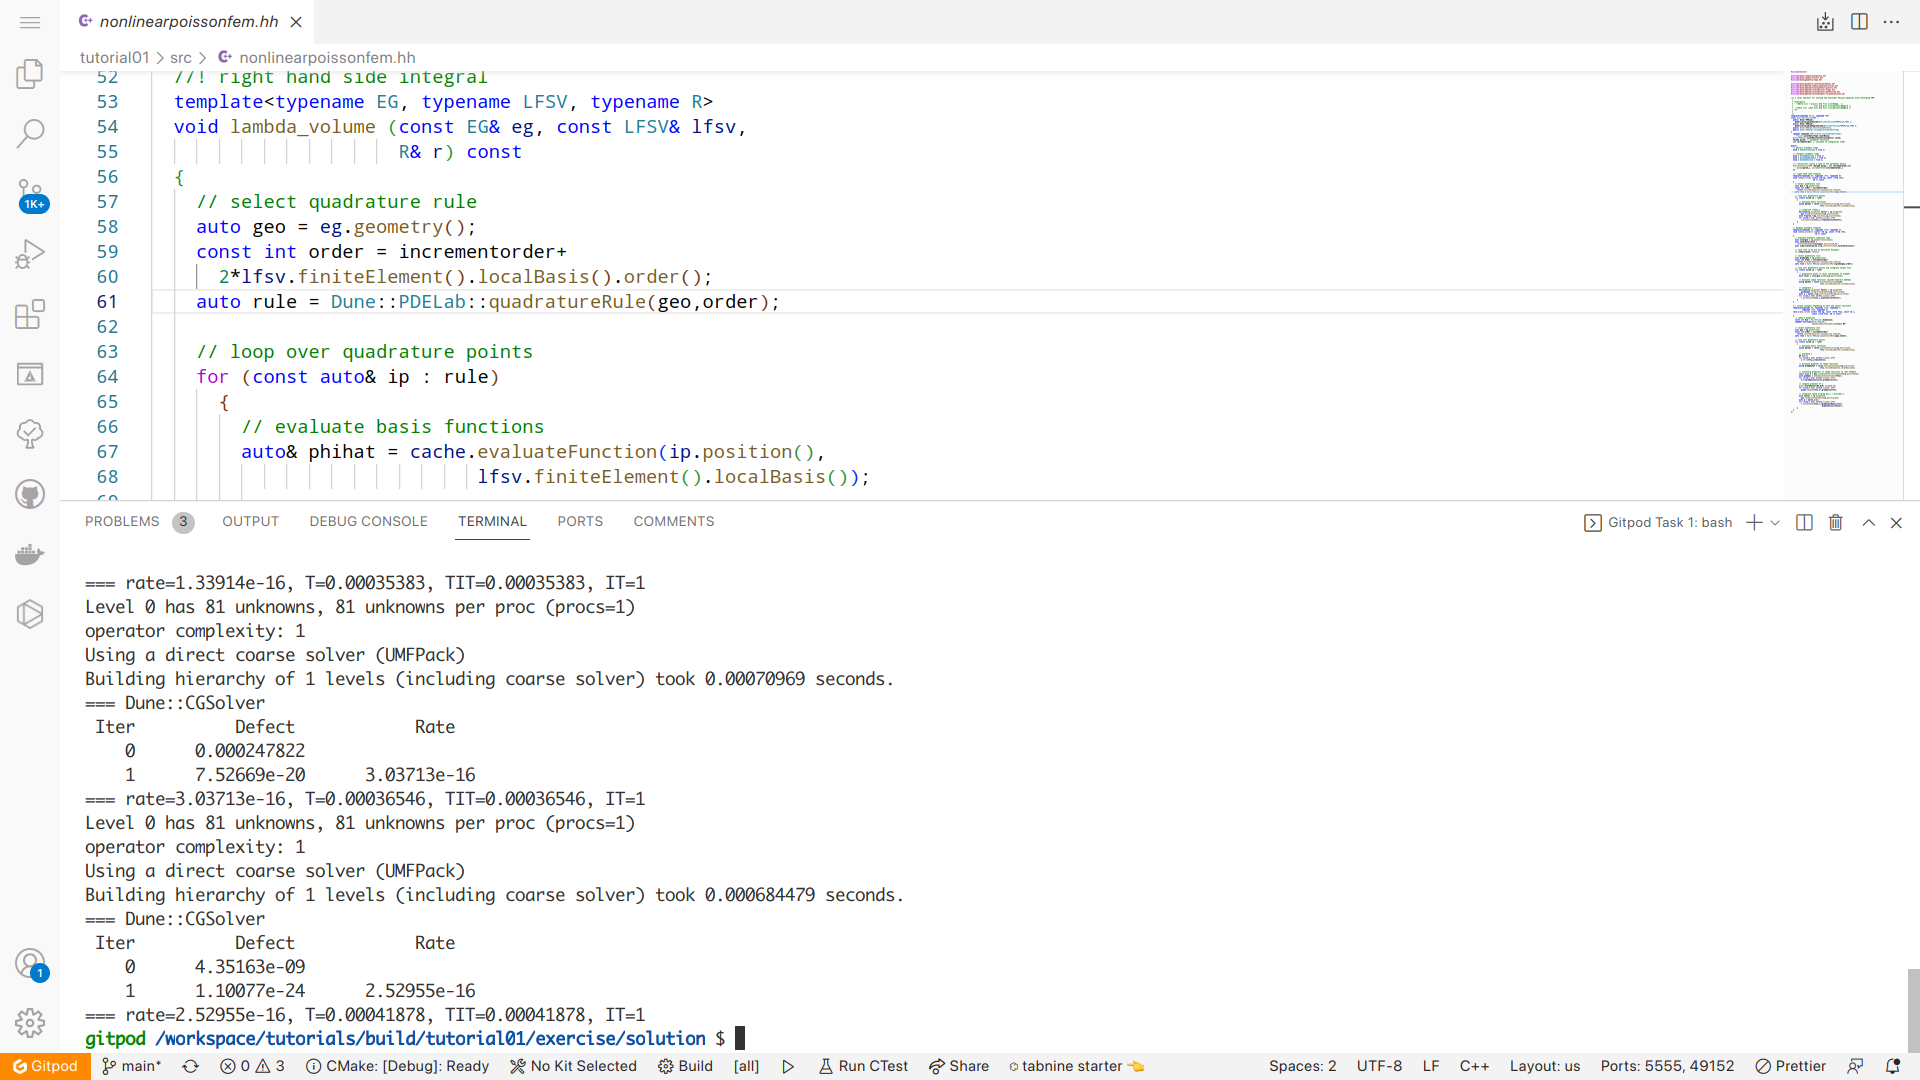 nonlinearpoissonfem.hh
tutorial01 src nonlinearpoissonfem.hh
52 //! right hand side integral
53 template<typename EG, typename LFSV, typename R>
54 void lambda_volume (const EG& eg, const LFSV& lfsv,
55 R& r) const
56 {
57 // select quadrature rule
58 auto geo = eg.geometry();
59 const int order = incrementorder+
60 2*lfsv.finiteElement().localBasis().order();
61 auto rule = Dune::PDELab::quadratureRule(geo,order);
62
63 // loop over quadrature points
64 for (const auto& ip : rule)
65 {
66 // evaluate basis functions
67 auto& phihat = cache.evaluateFunction(ip.position(),
68 lfsv.finiteElement().localBasis());
1K+
PROBLEMS 3 OUTPUT DEBUG CONSOLE TERMINAL PORTS COMMENTS Gitpod Task 1: bash
=== rate=1.33914e-16, T=0.00035383, TIT=0.00035383, IT=1
Level 0 has 81 unknowns, 81 unknowns per proc (procs=1)
operator complexity: 1
Using a direct coarse solver (UMFPack)
Building hierarchy of 1 levels (including coarse solver) took 0.00070969 seconds.
=== Dune::CGSolver
Iter Defect Rate
0 0.000247822
1 7.52669e-20 3.03713e-16
=== rate=3.03713e-16, T=0.00036546, TIT=0.00036546, IT=1
Level 0 has 81 unknowns, 81 unknowns per proc (procs=1)
operator complexity: 1
Using a direct coarse solver (UMFPack)
Building hierarchy of 1 levels (including coarse solver) took 0.000684479 seconds.
=== Dune::CGSolver
Iter Defect Rate
0 4.35163e-09
1 1.10077e-24 2.52955e-16
=== rate=2.52955e-16, T=0.00041878, TIT=0.00041878, IT=1
gitpod /workspace/tutorials/build/tutorial01/exercise/solution $
1
Gitpod main* 0 3 CMake: [Debug]: Ready No Kit Selected Build [all] Run CTest Share tabnine starter Spaces: 2 UTF-8 LF C++ Layout: us Ports: 5555, 49152 Prettier